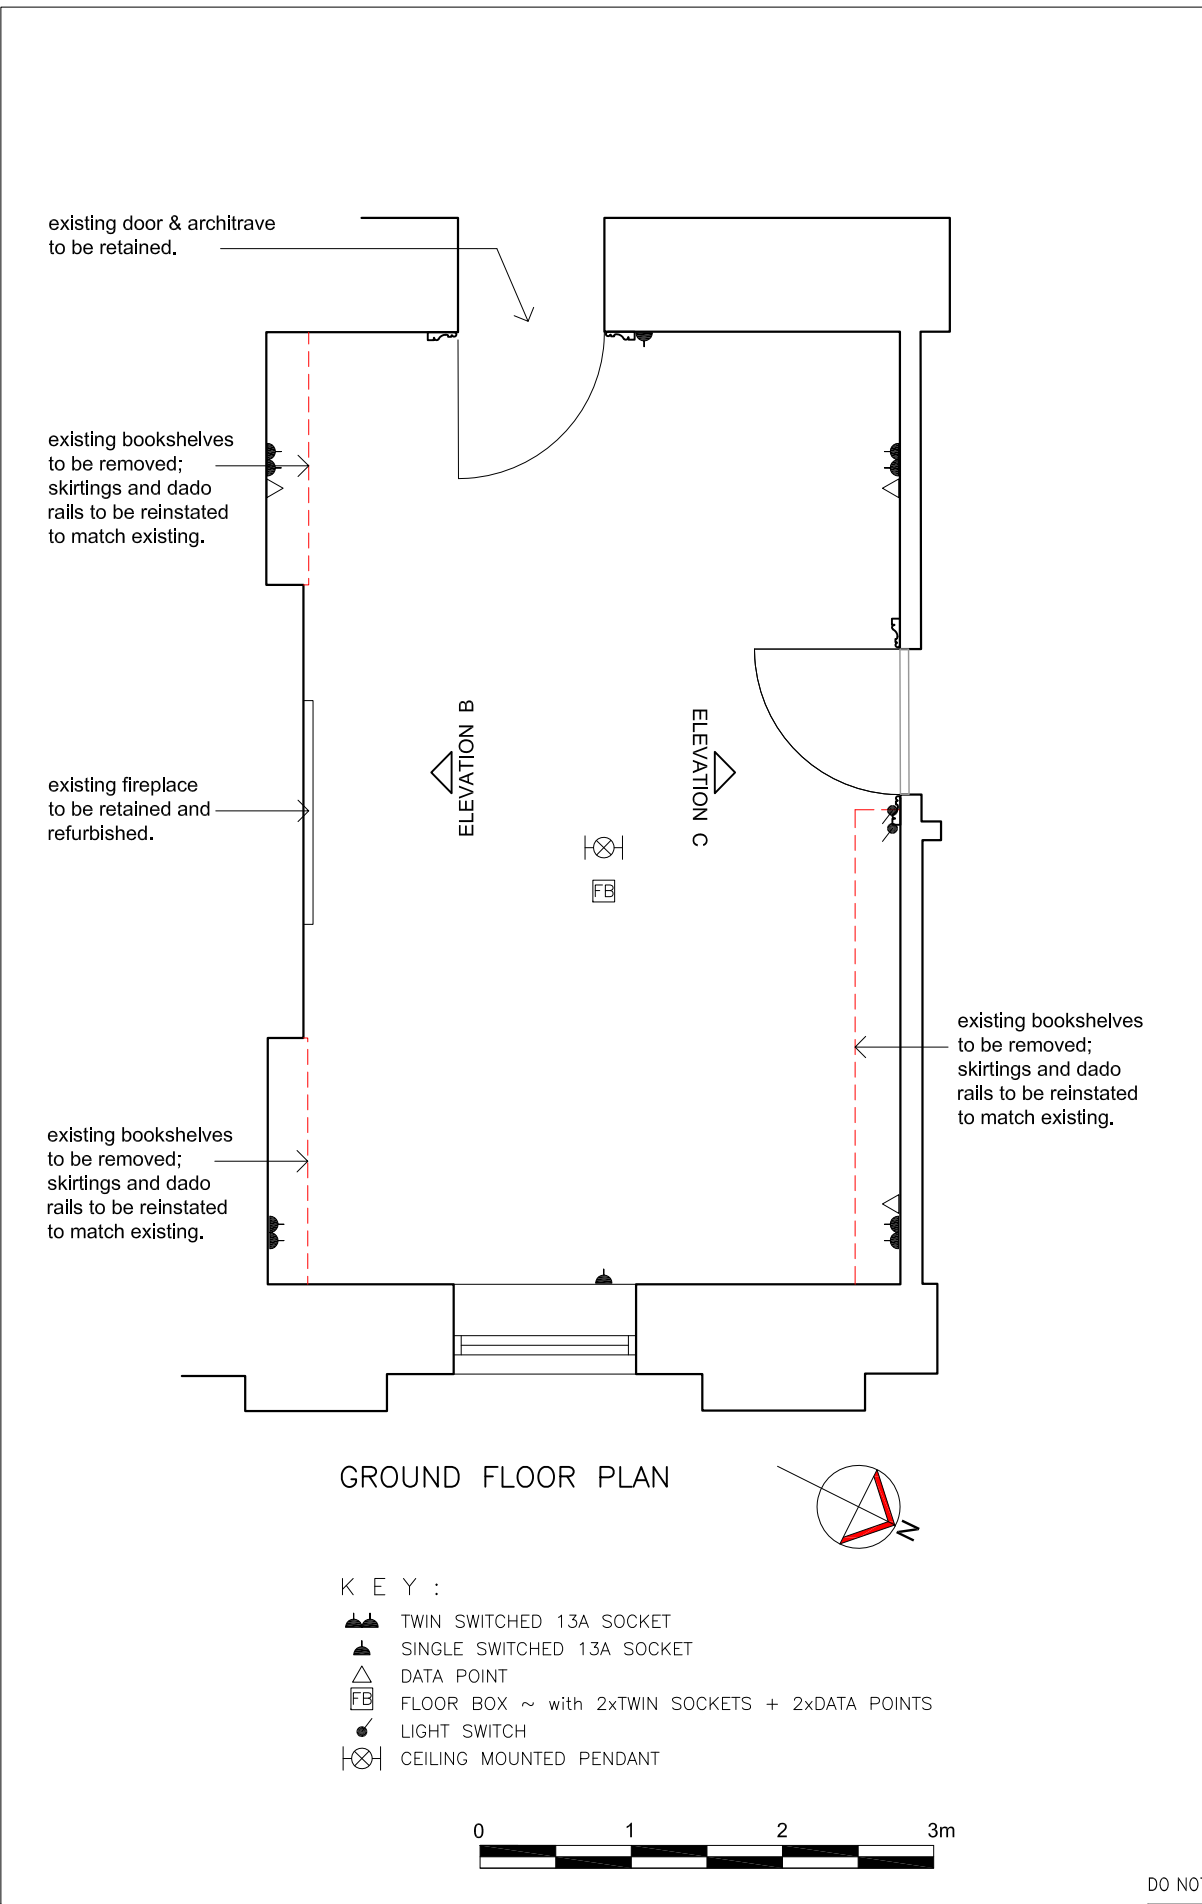 existing door & architrave
to be retained.
existing bookshelves
to be removed;
skirtings and dado
rails to be reinstated
to match existing.
ELEVATION B
ELEVATION C
existing fireplace
to be retained and
refurbished.
FB
existing bookshelves
to be removed;
skirtings and dado
rails to be reinstated
to match existing.
existing bookshelves
to be removed;
skirtings and dado
rails to be reinstated
to match existing.
GROUND FLOOR PLAN
N
K E Y :
TWIN SWITCHED 13A SOCKET
SINGLE SWITCHED 13A SOCKET
DATA POINT
FB FLOOR BOX ~ with 2xTWIN SOCKETS + 2xDATA POINTS
LIGHT SWITCH
CEILING MOUNTED PENDANT
0 1 2 3m
DO NOT